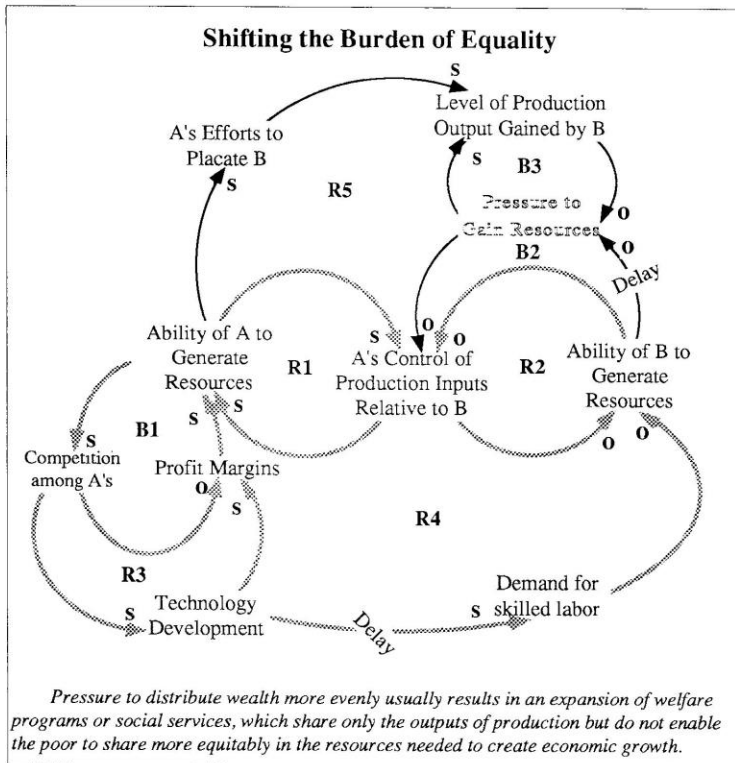 Shifting the Burden of Equality
S
Level of Production
Output Gained by B
A's Efforts to
Placate B
S
S
B3
R5
Pressure to
Gain Resources
O
O
B2
Delay
Ability of A to
Generate
Resources
S
O
O
R1
A's Control of
Production Inputs
Relative to B
R2
Ability of B to
Generate
Resources
S
S
B1
O
O
S
Competition
among A's
Profit Margins
O
S
R4
R3
S
Technology
Development
Delay
S
Demand for
skilled labor
Pressure to distribute wealth more evenly usually results in an expansion of welfare
programs or social services, which share only the outputs of production but do not enable
the poor to share more equitably in the resources needed to create economic growth.